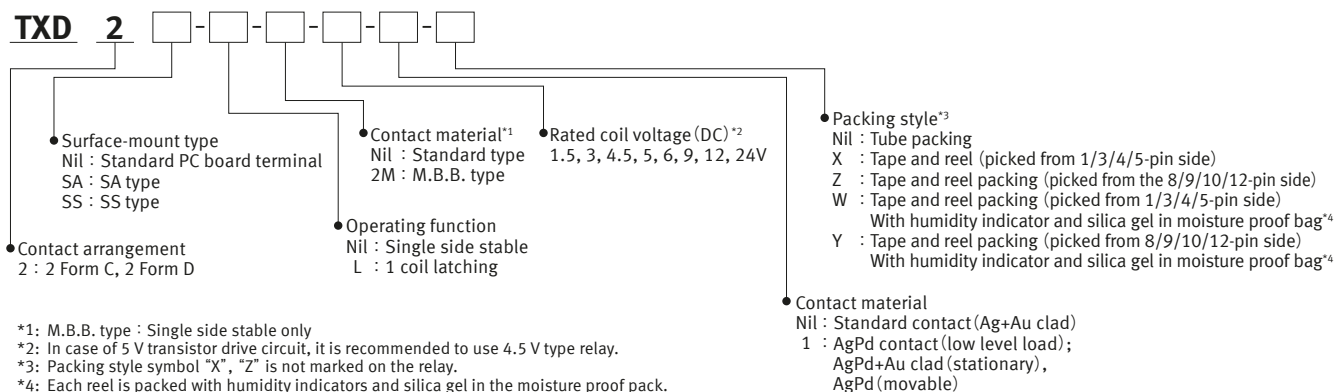 TXD 2 - - - - -
Surface-mount type
Nil : Standard PC board terminal
SA : SA type
SS : SS type
Contact arrangement
2 : 2 Form C, 2 Form D
Contact material*1
Nil : Standard type
2M : M.B.B. type
Operating function
Nil : Single side stable
L : 1 coil latching
Rated coil voltage (DC) *2
1.5, 3, 4.5, 5, 6, 9, 12, 24V
Packing style*3
Nil : Tube packing
X : Tape and reel (picked from 1/3/4/5-pin side)
Z : Tape and reel packing (picked from the 8/9/10/12-pin side)
W : Tape and reel packing (picked from 1/3/4/5-pin side)
With humidity indicator and silica gel in moisture proof bag*4
Y : Tape and reel packing (picked from 8/9/10/12-pin side)
With humidity indicator and silica gel in moisture proof bag*4
Contact material
Nil : Standard contact (Ag+Au clad)
1 : AgPd contact (low level load);
AgPd+Au clad (stationary),
AgPd (movable)
*1: M.B.B. type : Single side stable only
*2: In case of 5 V transistor drive circuit, it is recommended to use 4.5 V type relay.
*3: Packing style symbol “X”, “Z” is not marked on the relay.
*4: Each reel is packed with humidity indicators and silica gel in the moisture proof pack.